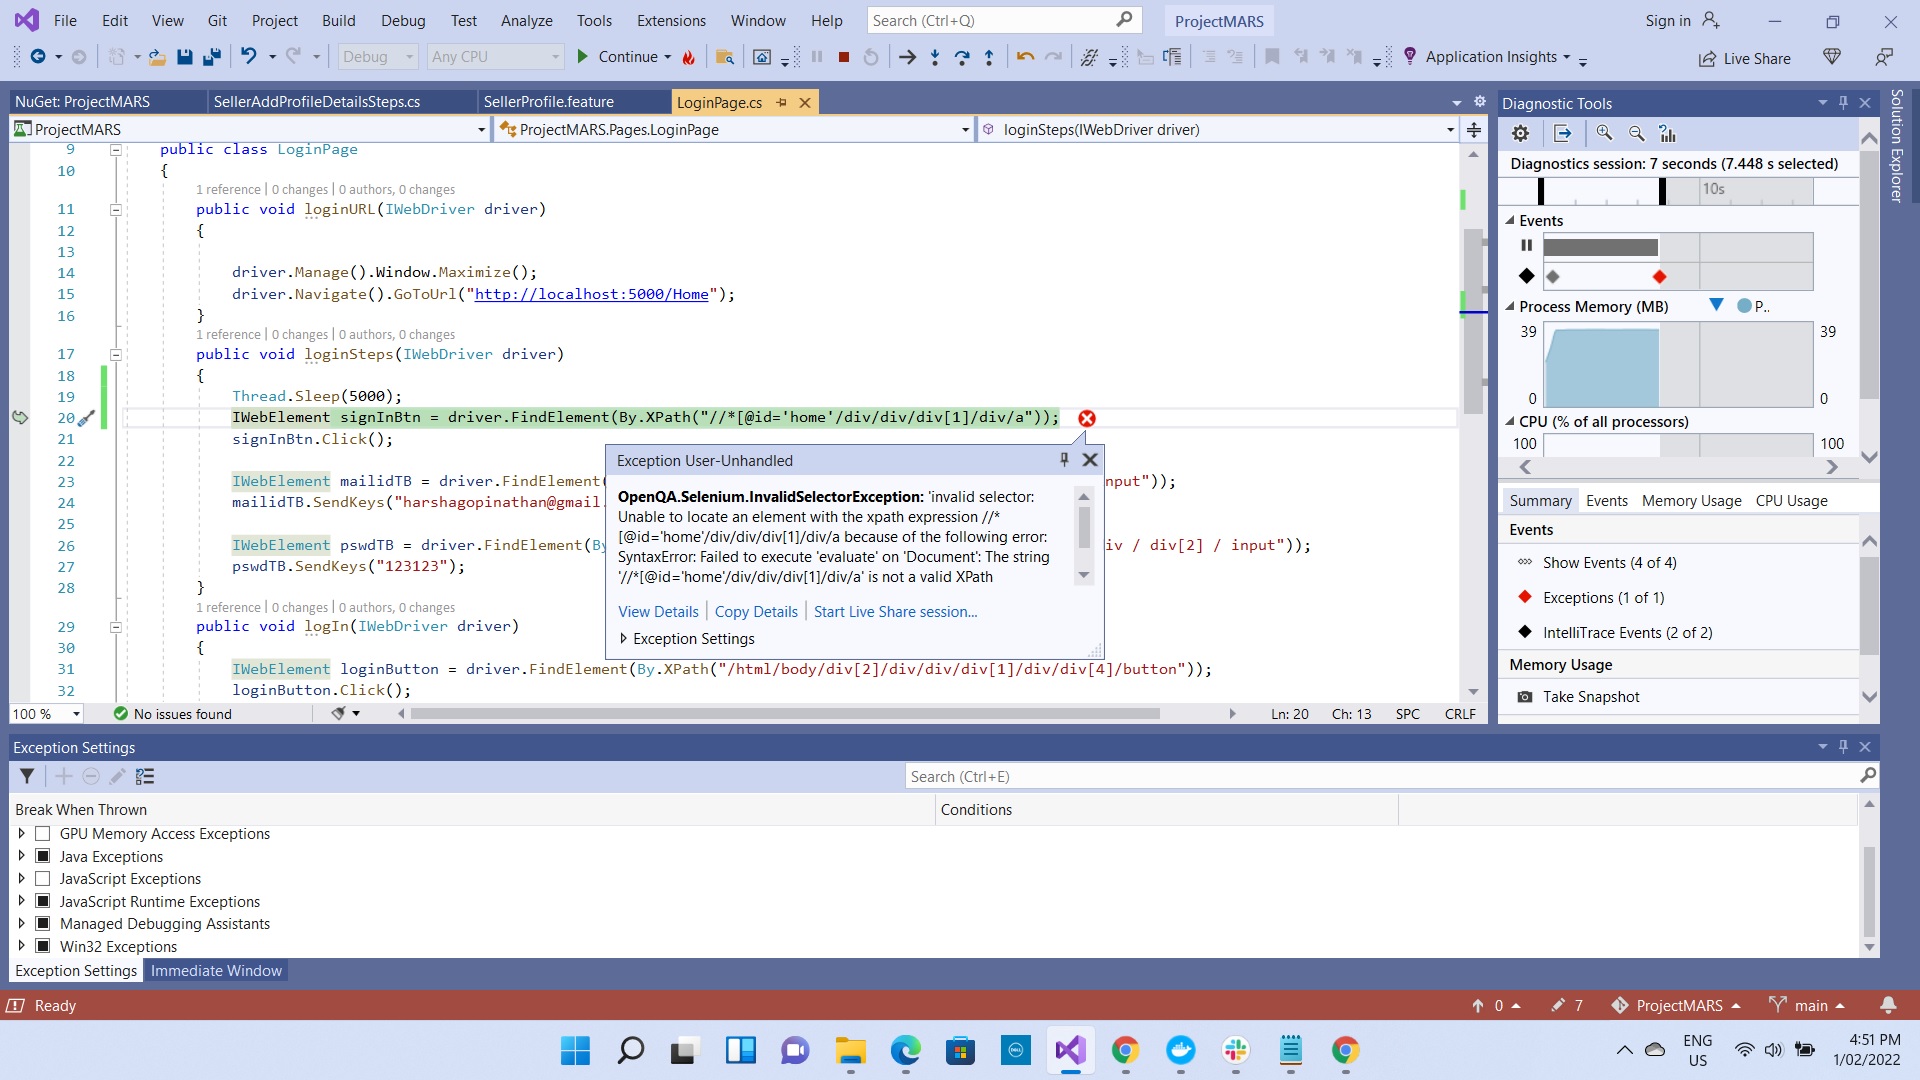 File Edit View Git Project Build Debug Test Analyze Tools Extensions Window Help Search (Ctrl+Q) ProjectMARS Sign in
Debug Any CPU Continue Application Insights Live Share
NuGet: ProjectMARS SellerAddProfileDetailsSteps.cs SellerProfile.feature LoginPage.cs
ProjectMARS ProjectMARS.Pages.LoginPage loginSteps(IWebDriver driver)
9 public class LoginPage
10 {
1 reference | 0 changes | 0 authors, 0 changes
11 public void loginURL(IWebDriver driver)
12 {
13
14 driver.Manage().Window.Maximize();
15 driver.Navigate().GoToUrl("http://localhost:5000/Home");
16 }
1 reference | 0 changes | 0 authors, 0 changes
17 public void loginSteps(IWebDriver driver)
18 {
19 Thread.Sleep(5000);
20 IWebElement signInBtn = driver.FindElement(By.XPath("//*[@id='home'/div/div/div[1]/div/a"));
21 signInBtn.Click();
22
23 IWebElement mailidTB = driver.FindElement( nput"));
24 mailidTB.SendKeys("harshagopinathan@gmail.
25
26 IWebElement pswdTB = driver.FindElement(By iv / div[2] / input"));
27 pswdTB.SendKeys("123123");
28 }
1 reference | 0 changes | 0 authors, 0 changes
29 public void logIn(IWebDriver driver)
30 {
31 IWebElement loginButton = driver.FindElement(By.XPath("/html/body/div[2]/div/div/div[1]/div/div[4]/button"));
32 loginButton.Click();
Exception User-Unhandled
OpenQA.Selenium.InvalidSelectorException: 'invalid selector:
Unable to locate an element with the xpath expression //*
[@id='home'/div/div/div[1]/div/a because of the following error:
SyntaxError: Failed to execute 'evaluate' on 'Document': The string
'//*[@id='home'/div/div/div[1]/div/a' is not a valid XPath
View Details | Copy Details | Start Live Share session...
Exception Settings
100 % No issues found Ln: 20 Ch: 13 SPC CRLF
Diagnostic Tools
Diagnostics session: 7 seconds (7.448 s selected)
10s
Events
Process Memory (MB) P..
39 39
0 0
CPU (% of all processors)
100 100
Summary Events Memory Usage CPU Usage
Events
Show Events (4 of 4)
Exceptions (1 of 1)
IntelliTrace Events (2 of 2)
Memory Usage
Take Snapshot
Solution Explorer
Exception Settings
Search (Ctrl+E)
Break When Thrown Conditions
GPU Memory Access Exceptions
Java Exceptions
JavaScript Exceptions
JavaScript Runtime Exceptions
Managed Debugging Assistants
Win32 Exceptions
Exception Settings Immediate Window
Ready 0 7 ProjectMARS main
DELL
ENG
US
4:51 PM
1/02/2022